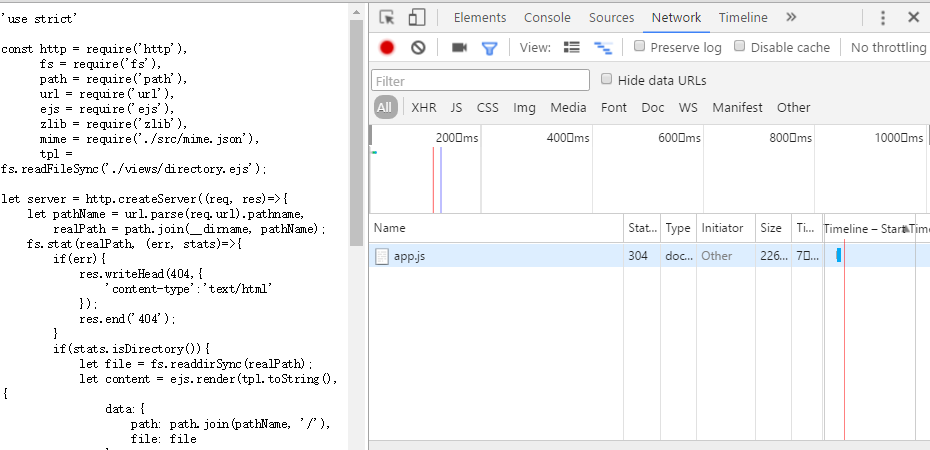 'use strict'
const http = require('http'),
fs = require('fs'),
path = require('path'),
url = require('url'),
ejs = require('ejs'),
zlib = require('zlib'),
mime = require('./src/mime.json'),
tpl =
fs.readFileSync('./views/directory.ejs');
let server = http.createServer((req, res)=>{
let pathName = url.parse(req.url).pathname,
realPath = path.join(__dirname, pathName);
fs.stat(realPath, (err, stats)=>{
if(err){
res.writeHead(404,{
'content-type':'text/html'
});
res.end('404');
}
if(stats.isDirectory()){
let file = fs.readdirSync(realPath);
let content = ejs.render(tpl.toString(),
{
data:{
path: path.join(pathName, '/'),
file: file
Elements Console Sources Network Timeline
View: Preserve log Disable cache No throttling
Filter Hide data URLs
All XHR JS CSS Img Media Font Doc WS Manifest Other
200 ms 400 ms 600 ms 800 ms 1000 ms
Name Stat... Type Initiator Size Ti... Timeline – Start Time
app.js 304 doc... Other 226... 7 ...